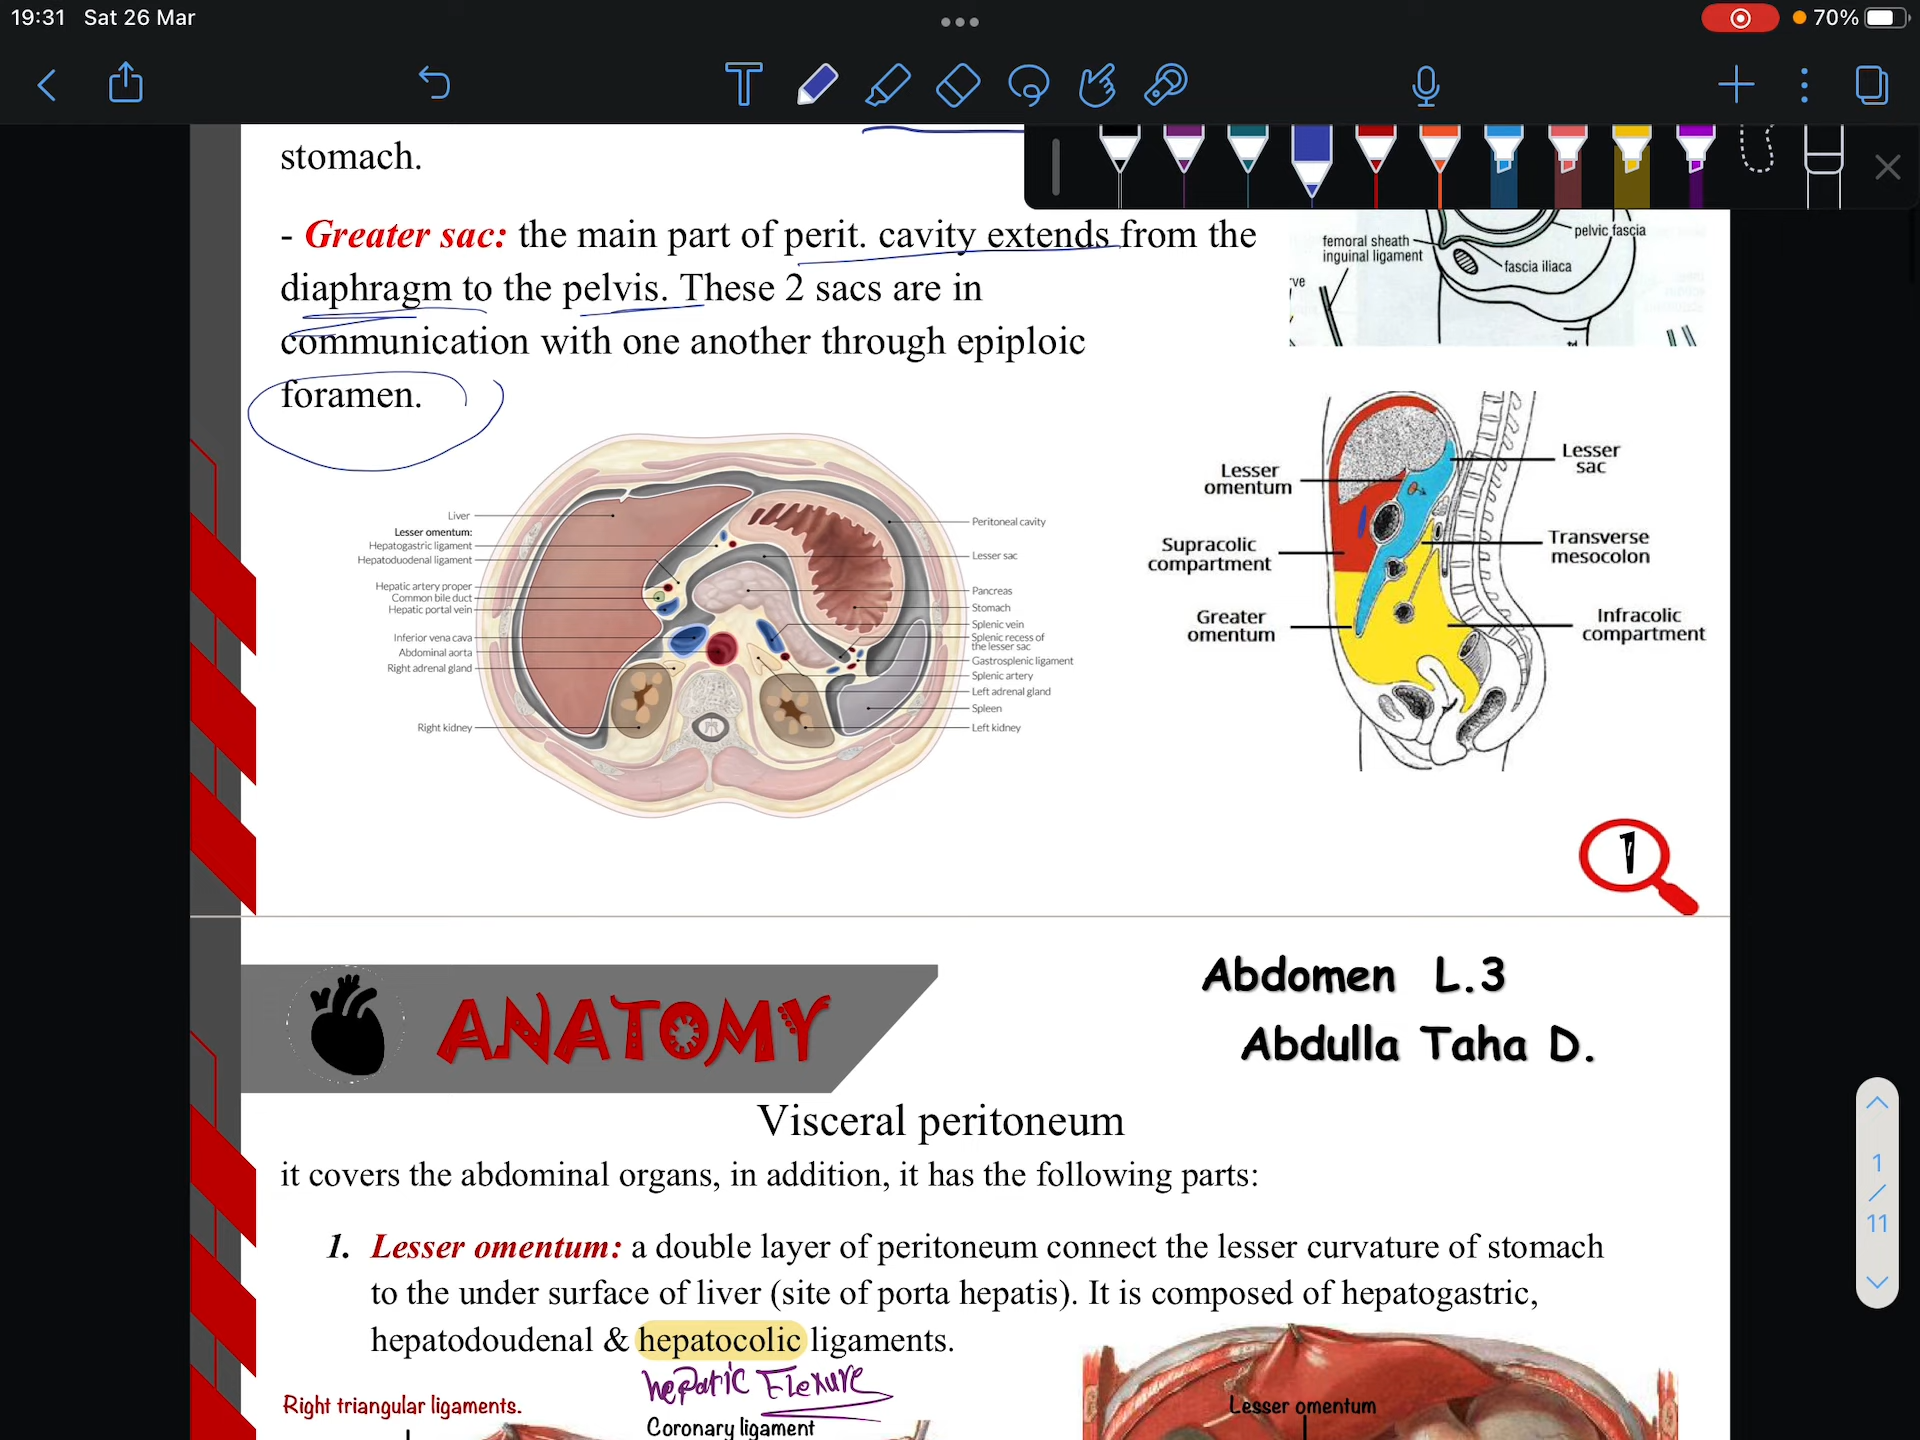 19:31 Sat 26 Mar
70%
stomach.
- Greater sac: the main part of perit. cavity extends from the
diaphragm to the pelvis. These 2 sacs are in
communication with one another through epiploic
foramen.
femoral sheath
inguinal ligament
pelvic fascia
fascia iliaca
Liver
Lesser omentum:
Hepatogastric ligament
Hepatoduodenal ligament
Hepatic artery proper
Common bile duct
Hepatic portal vein
Inferior vena cava
Abdominal aorta
Right adrenal gland
Right kidney
Peritoneal cavity
Lesser sac
Pancreas
Stomach
Splenic vein
Splenic recess of
the lesser sac
Gastrosplenic ligament
Splenic artery
Left adrenal gland
Spleen
Left kidney
Lesser
omentum
Supracolic
compartment
Greater
omentum
Lesser
sac
Transverse
mesocolon
Infracolic
compartment
1
ANATOMY
Abdomen L.3
Abdulla Taha D.
Visceral peritoneum
it covers the abdominal organs, in addition, it has the following parts:
1. Lesser omentum: a double layer of peritoneum connect the lesser curvature of stomach
to the under surface of liver (site of porta hepatis). It is composed of hepatogastric,
hepatodoudenal & hepatocolic ligaments.
hepatic Flexure
Right triangular ligaments.
Coronary ligament
Lesser omentum
1
/
11